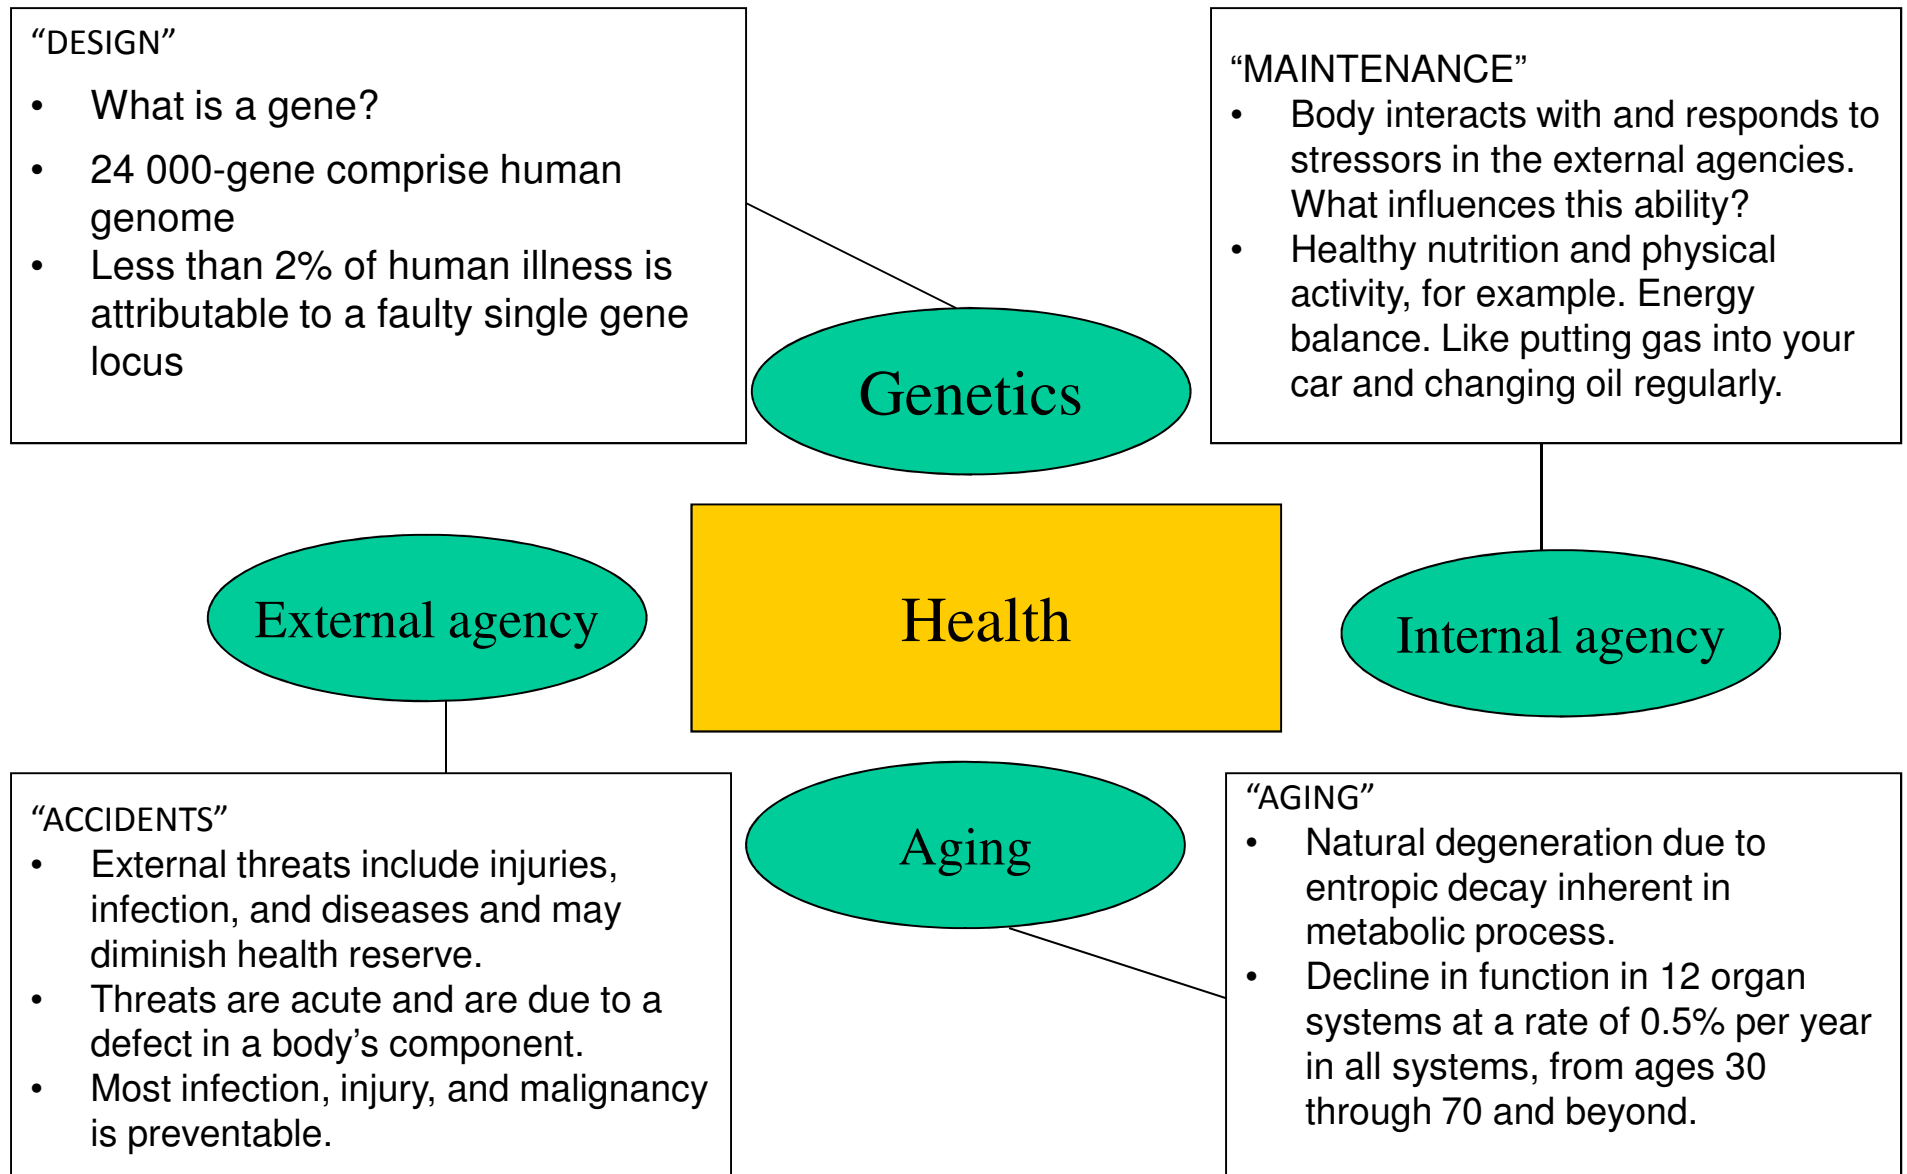 “DESIGN”
• What is a gene?
• 24 000-gene comprise human
genome
• Less than 2% of human illness is
attributable to a faulty single gene
locus
“MAINTENANCE”
• Body interacts with and responds to
stressors in the external agencies.
What influences this ability?
• Healthy nutrition and physical
activity, for example. Energy
balance. Like putting gas into your
car and changing oil regularly.
Genetics
External agency
Health
Internal agency
Aging
“ACCIDENTS”
• External threats include injuries,
infection, and diseases and may
diminish health reserve.
• Threats are acute and are due to a
defect in a body’s component.
• Most infection, injury, and malignancy
is preventable.
“AGING”
• Natural degeneration due to
entropic decay inherent in
metabolic process.
• Decline in function in 12 organ
systems at a rate of 0.5% per year
in all systems, from ages 30
through 70 and beyond.